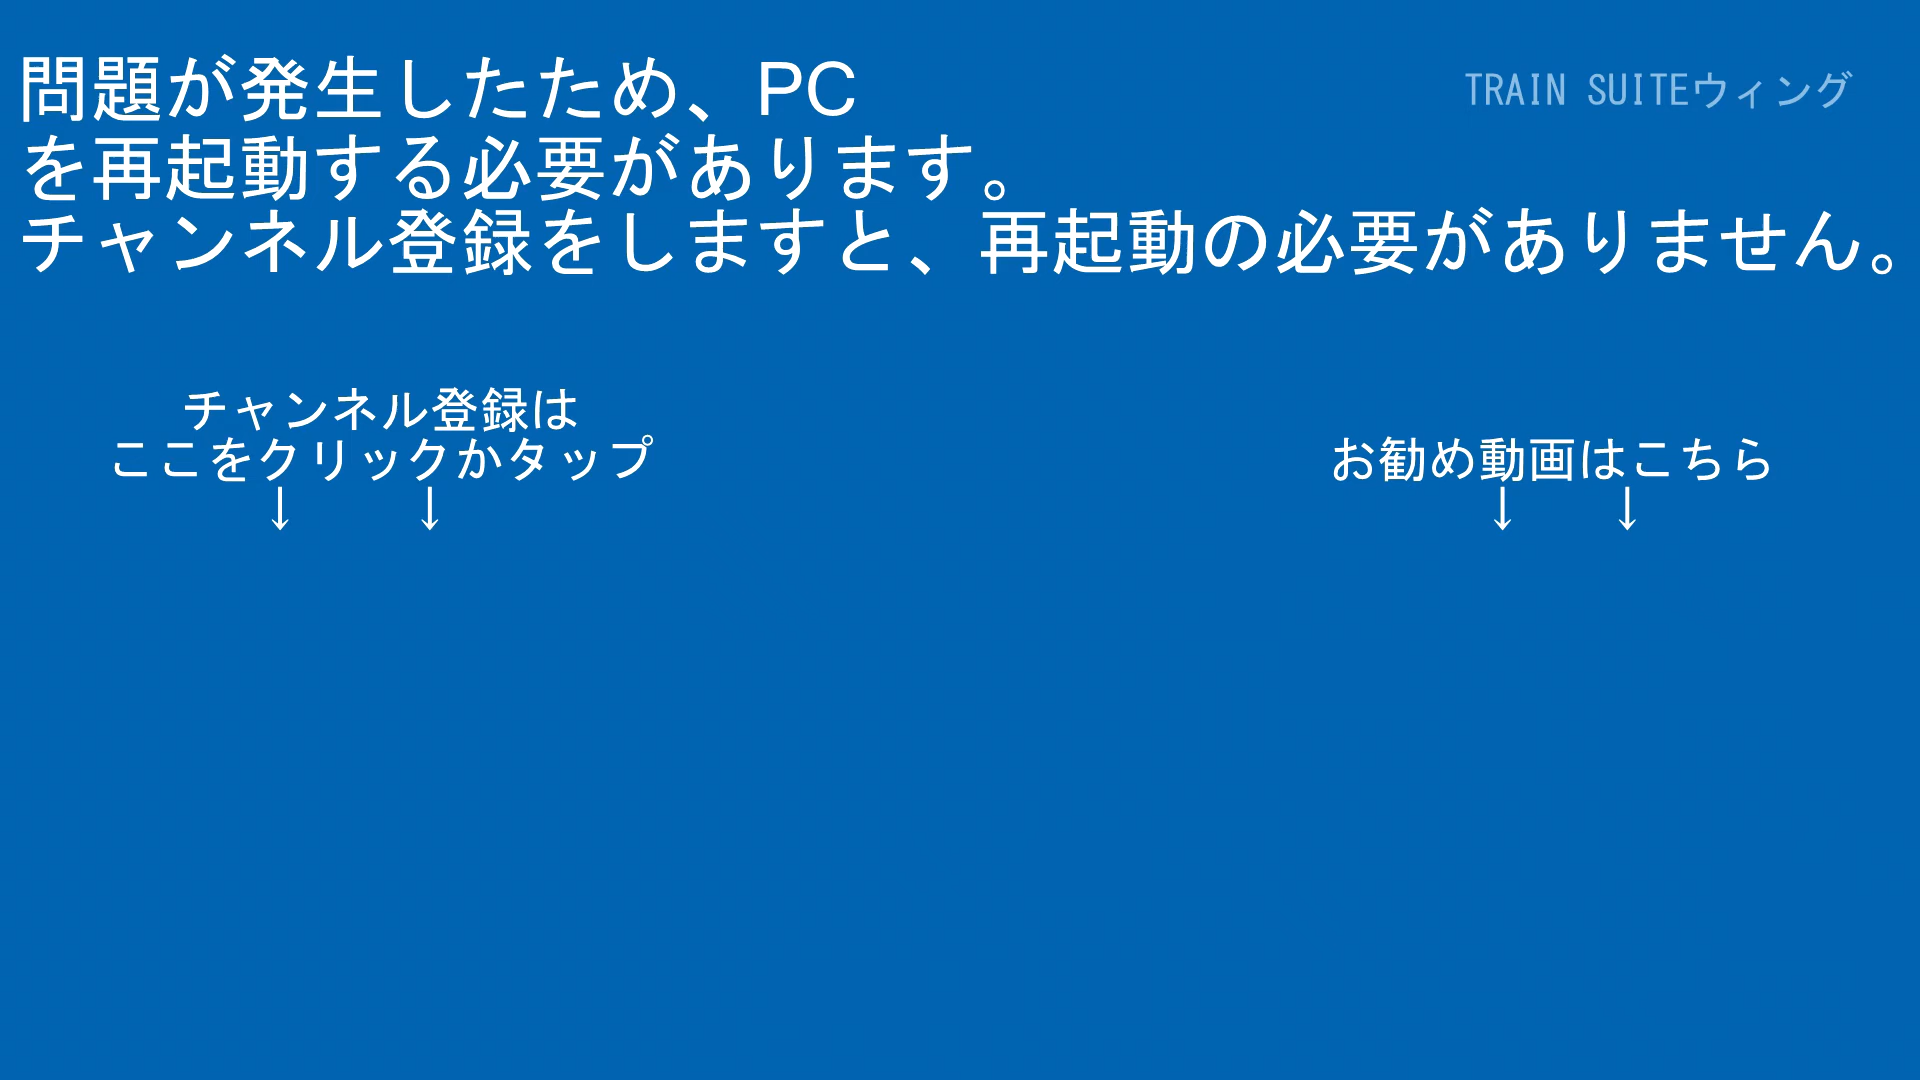 問題が発生したため、PC
を再起動する必要があります。
チャンネル登録をしますと、再起動の必要がありません。
TRAIN SUITEウィング
チャンネル登録は
ここをクリックかタップ
↓ ↓
お勧め動画はこちら
↓ ↓